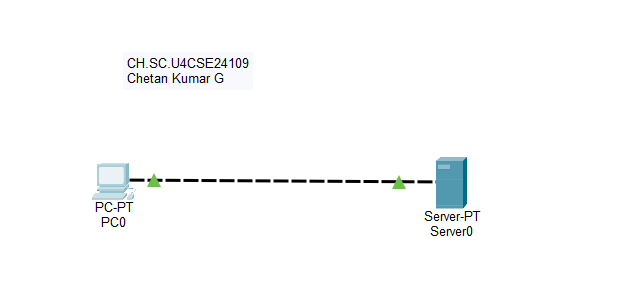 CH.SC.U4CSE24109
Chetan Kumar G
PC-PT
PC0
Server-PT
Server0